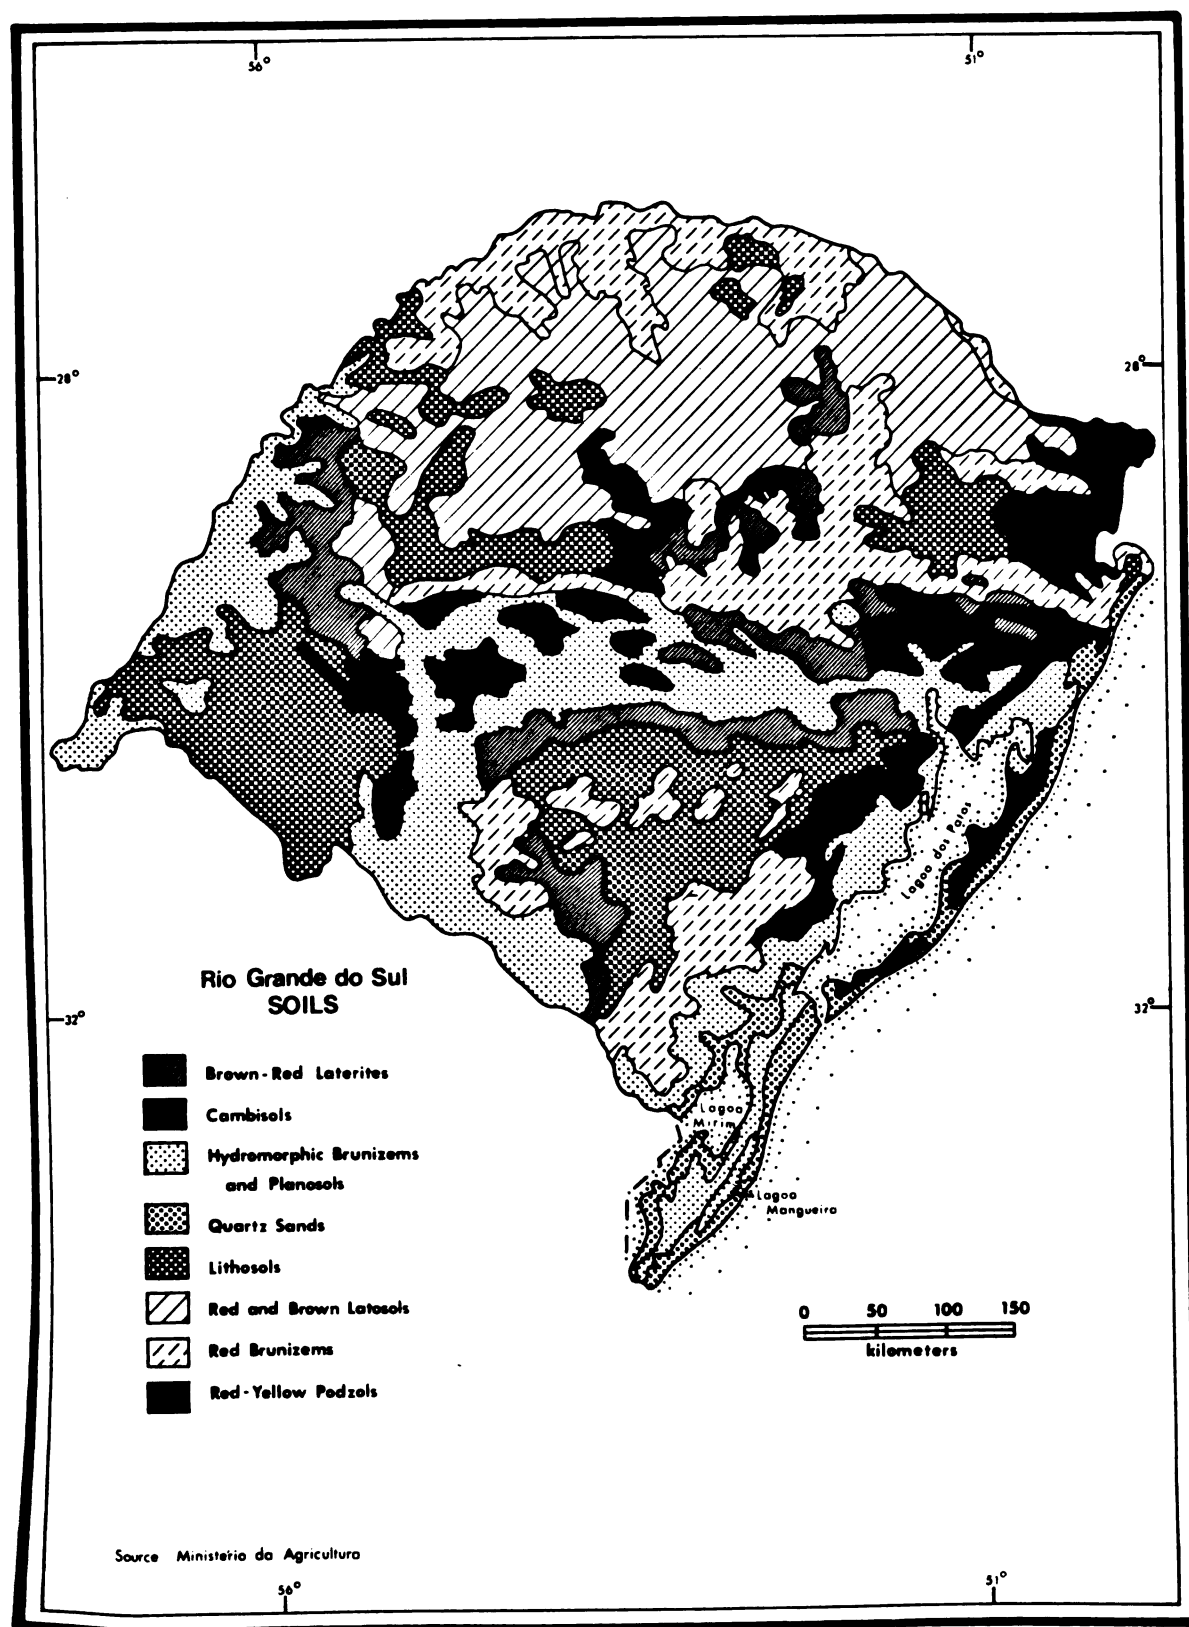 56°
51°
28°
28°
Lagoa dos Patos
Rio Grande do Sul
SOILS
32°
32°
Brown-Red Laterites
Cambisols
Hydromorphic Brunizems
and Planosols
Quartz Sands
Lithosols
Red and Brown Latosols
Red Brunizems
Red-Yellow Podzols
Lagoa
Mirim
Lagoa
Mangueira
0 50 100 150
kilometers
Source Ministério da Agricultura
56°
51°